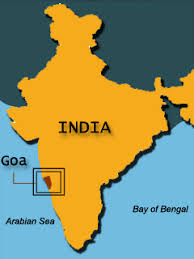 INDIA
Goa
Bay of Bengal
Arabian Sea